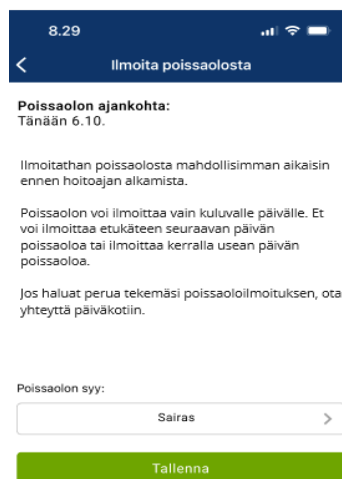 8.29
Ilmoita poissaolosta
Poissaolon ajankohta:
Tänään 6.10.
Ilmoitathan poissaolosta mahdollisimman aikaisin
ennen hoitoajan alkamista.
Poissaolon voi ilmoittaa vain kuluvalle päivälle. Et
voi ilmoittaa etukäteen seuraavan päivän
poissaoloa tai ilmoittaa kerralla usean päivän
poissaoloa.
Jos haluat perua tekemäsi poissaoloilmoituksen, ota
yhteyttä päiväkotiin.
Poissaolon syy:
Sairas
Tallenna